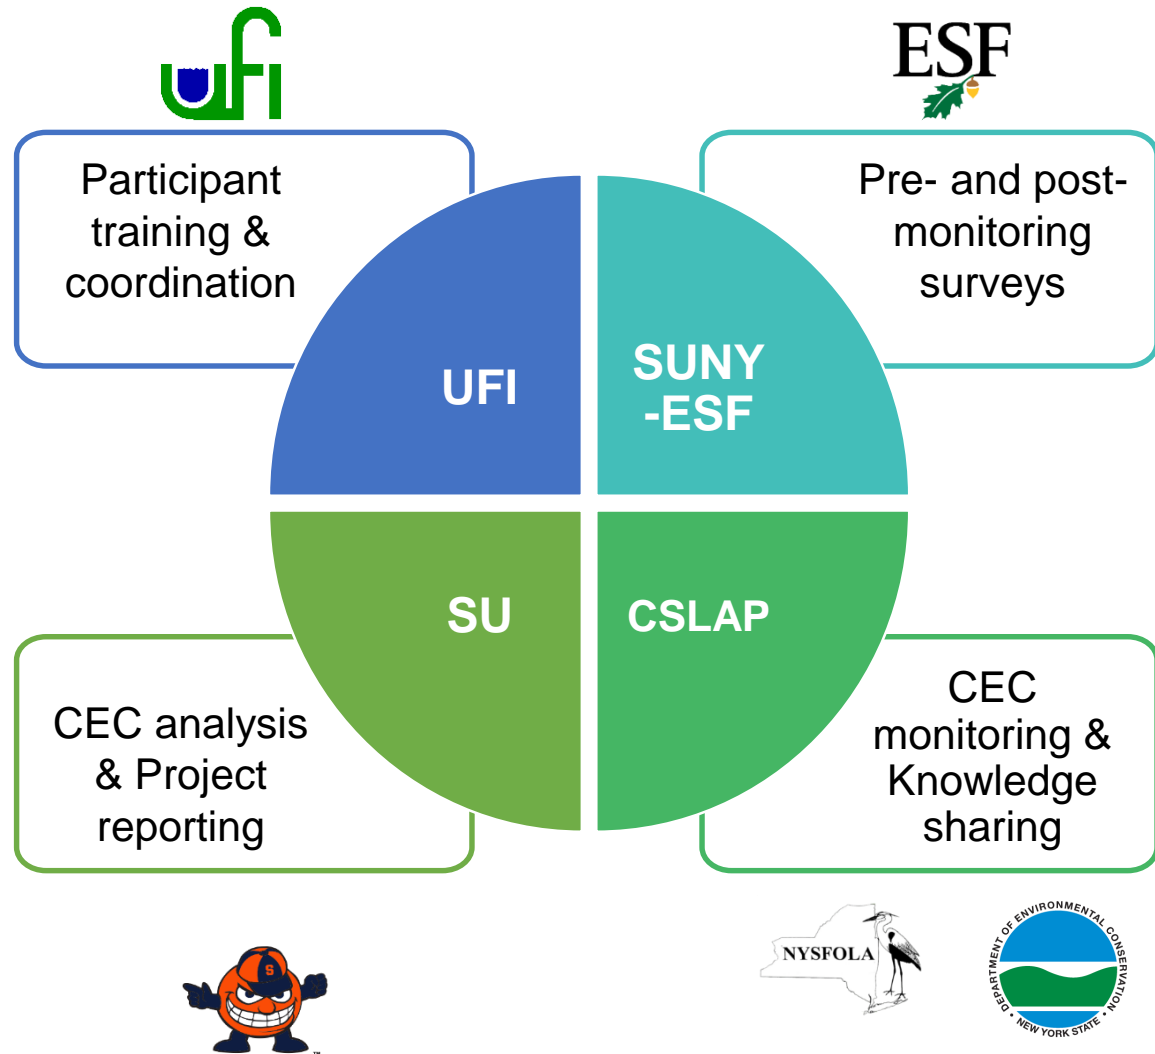 ufi
ESF
Participant
training &
coordination
Pre- and post-
monitoring
surveys
UFI
SUNY
-ESF
SU
CSLAP
CEC analysis
& Project
reporting
CEC
monitoring &
Knowledge
sharing
S
TM
NYSFOLA
DEPARTMENT OF ENVIRONMENTAL CONSERVATION
NEW YORK STATE